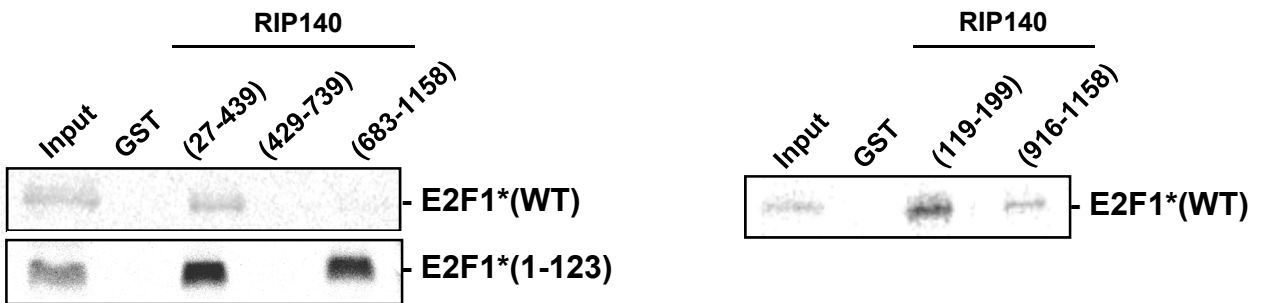 RIP140
Input GST (27-439) (429-739) (683-1158)
- E2F1*(WT)
- E2F1*(1-123)
RIP140
Input GST (119-199) (916-1158)
- E2F1*(WT)